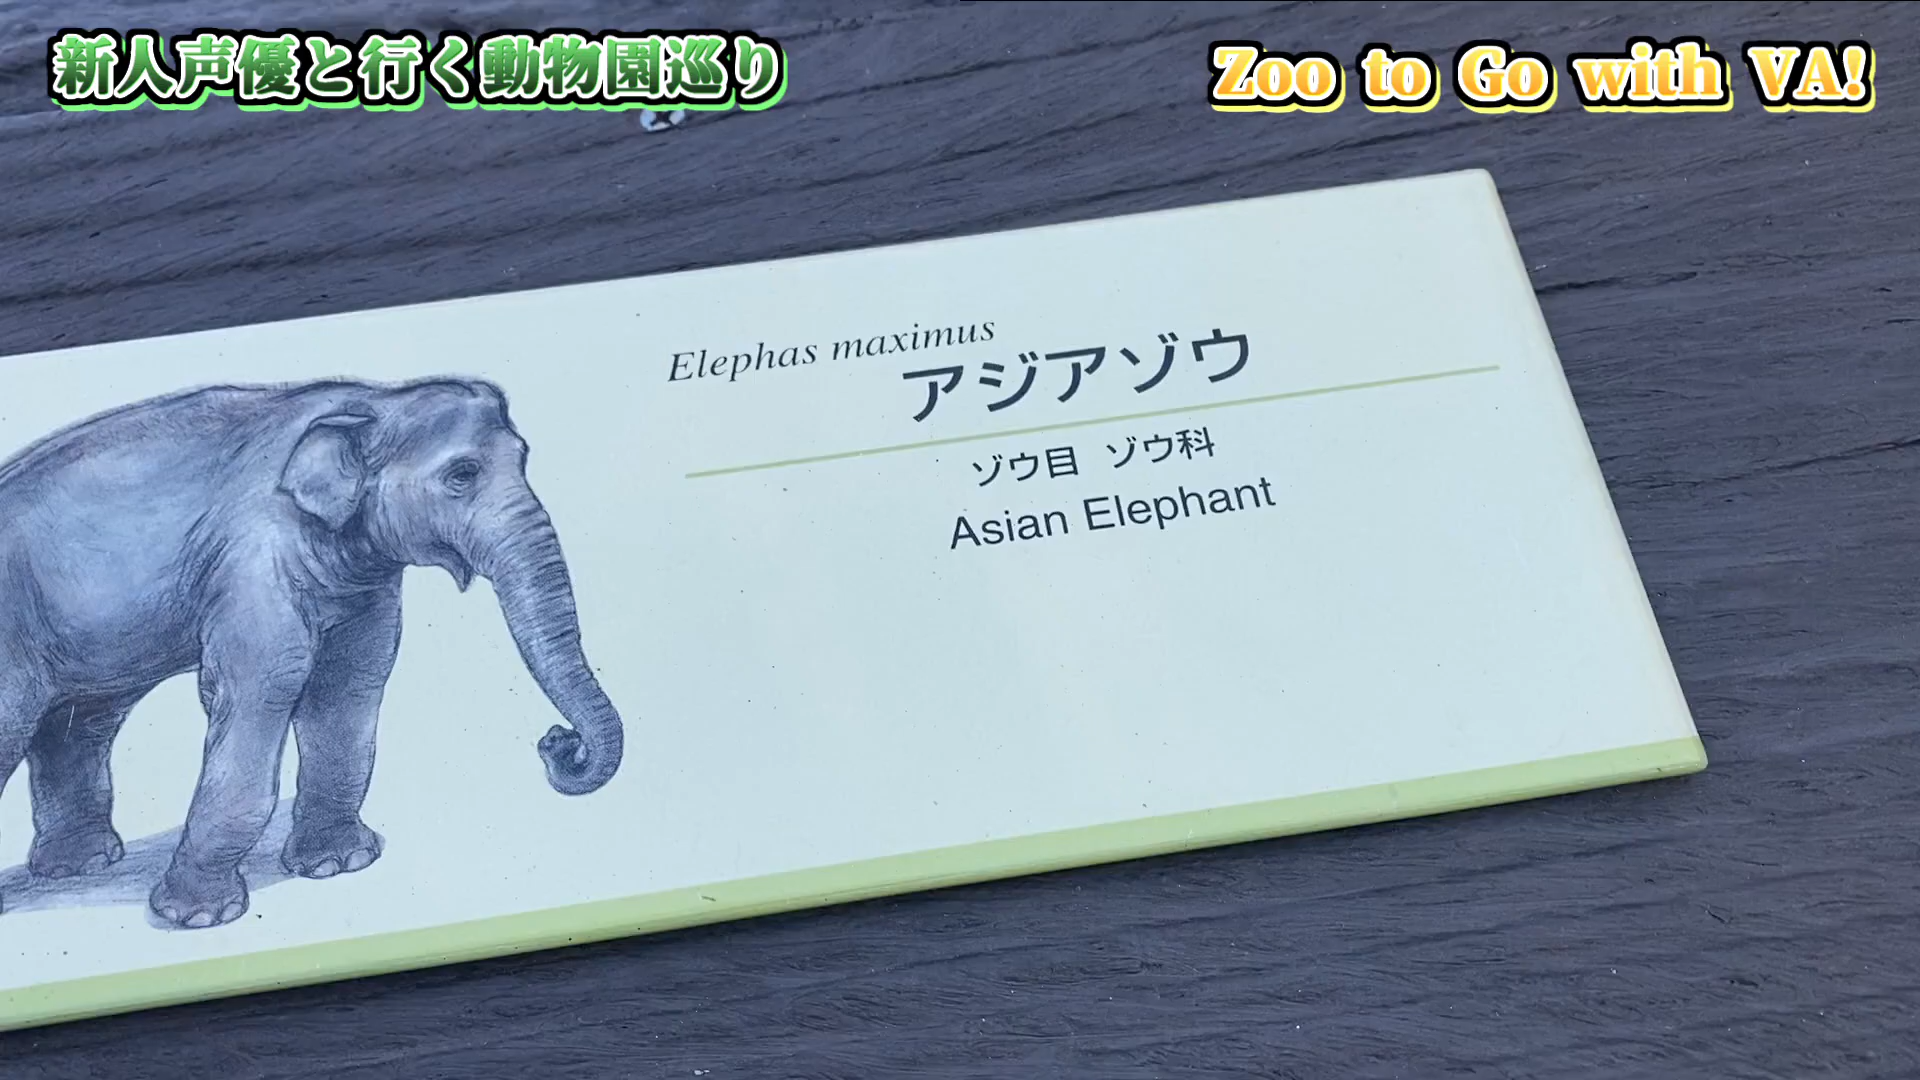 新人声優と行く動物園巡り
Zoo to Go with VA!
Elephas maximus
アジアゾウ
ゾウ目 ゾウ科
Asian Elephant